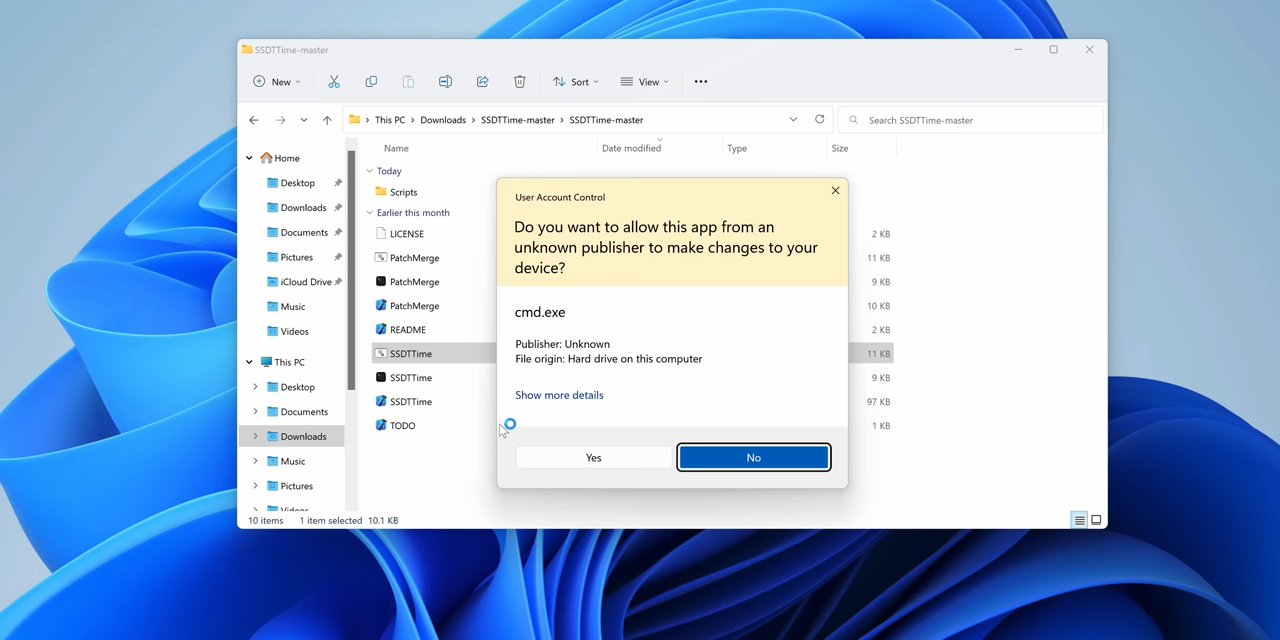 SSDTTime-master
New
Sort
View
This PC
Downloads
SSDTTime-master
SSDTTime-master
Search SSDTTime-master
Name
Date modified
Type
Size
Home
Desktop
Downloads
Documents
Pictures
iCloud Drive
Music
Videos
This PC
Desktop
Documents
Downloads
Music
Pictures
Videos
Today
Scripts
Earlier this month
LICENSE
2 KB
PatchMerge
11 KB
PatchMerge
9 KB
PatchMerge
10 KB
README
2 KB
SSDTTime
11 KB
SSDTTime
9 KB
SSDTTime
97 KB
TODO
1 KB
User Account Control
Do you want to allow this app from an
unknown publisher to make changes to your
device?
cmd.exe
Publisher: Unknown
File origin: Hard drive on this computer
Show more details
Yes
No
10 items
1 item selected 10.1 KB